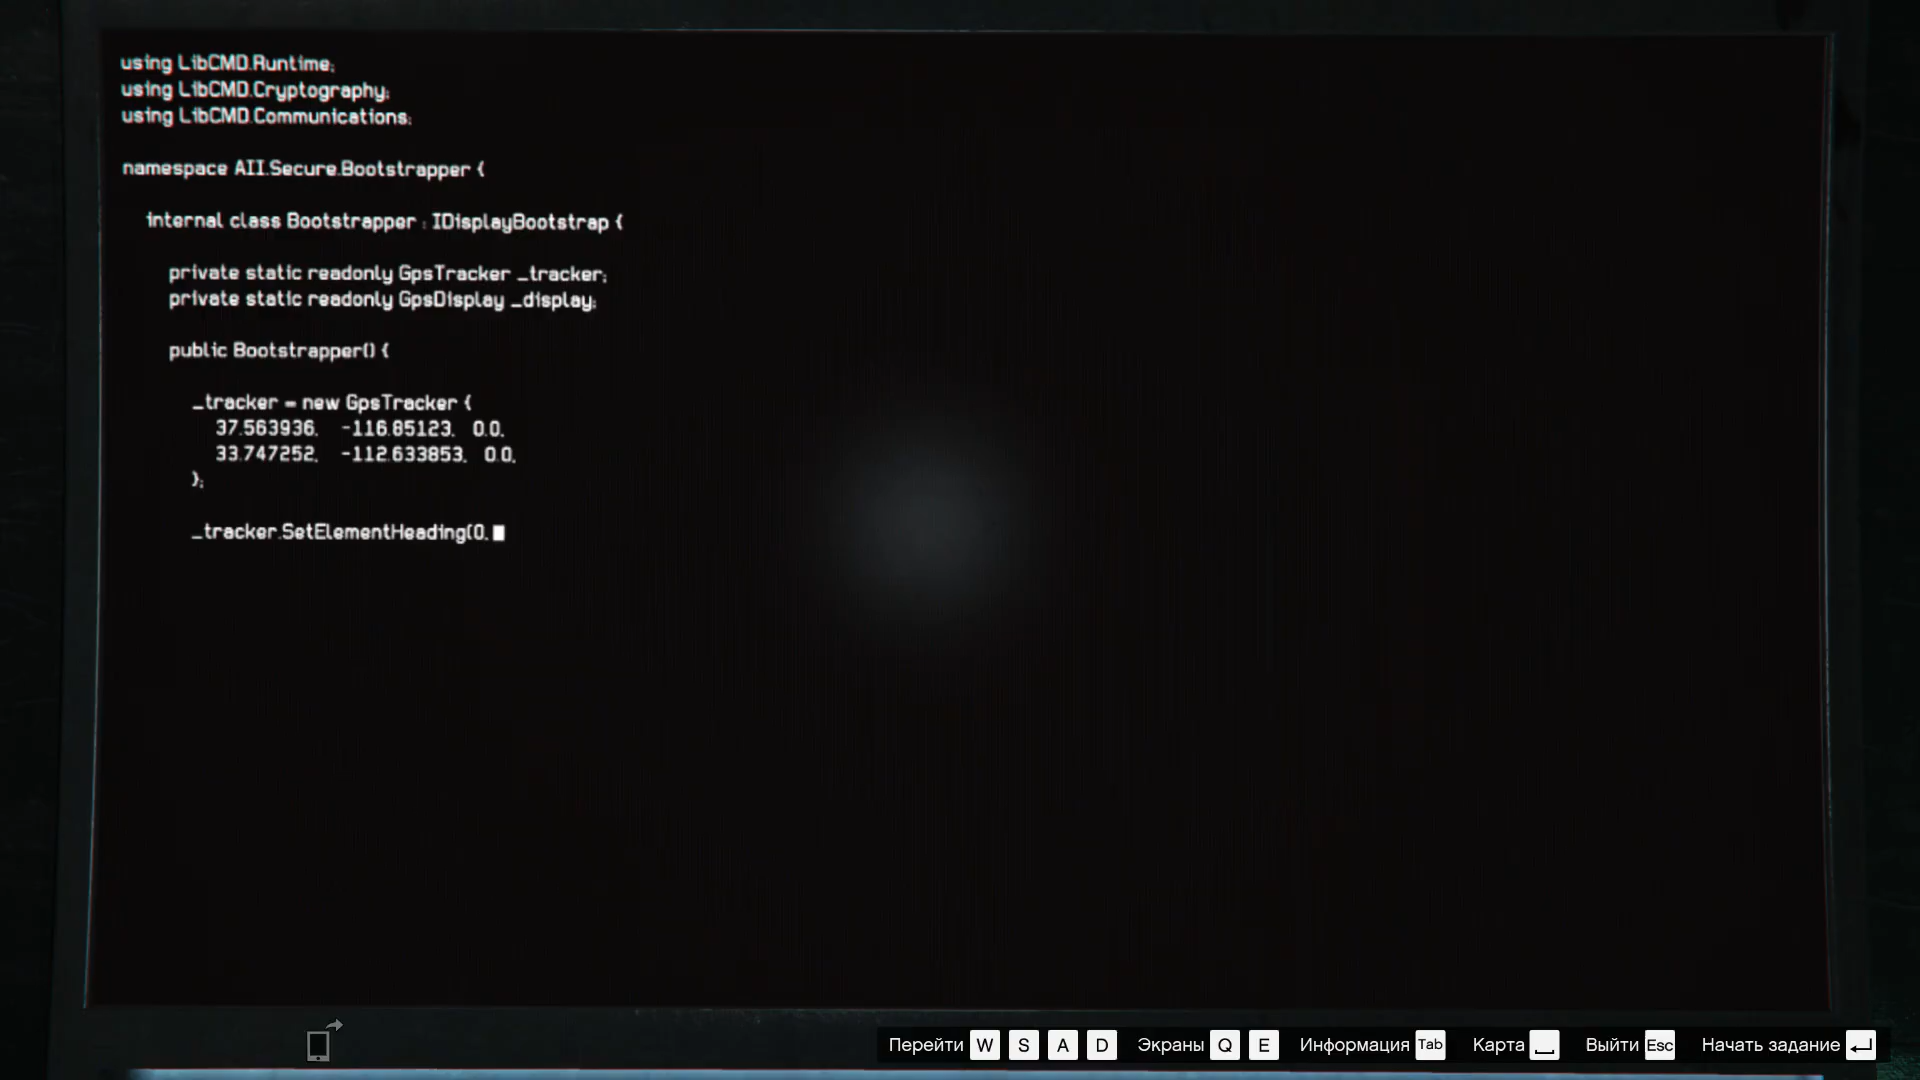 using LibCMD.Runtime;
using LibCMD.Cryptography;
using LibCMD.Communications;
namespace AII.Secure.Bootstrapper {
internal class Bootstrapper : IDisplayBootstrap {
private static readonly GpsTracker _tracker;
private static readonly GpsDisplay _display;
public Bootstrapper() {
_tracker = new GpsTracker {
37.563936, -116.85123, 0.0,
33.747252, -112.633853, 0.0,
};
_tracker.SetElementHeading(0,
Перейти W S A D Экраны Q E Информация Tab Карта Выйти Esc Начать задание